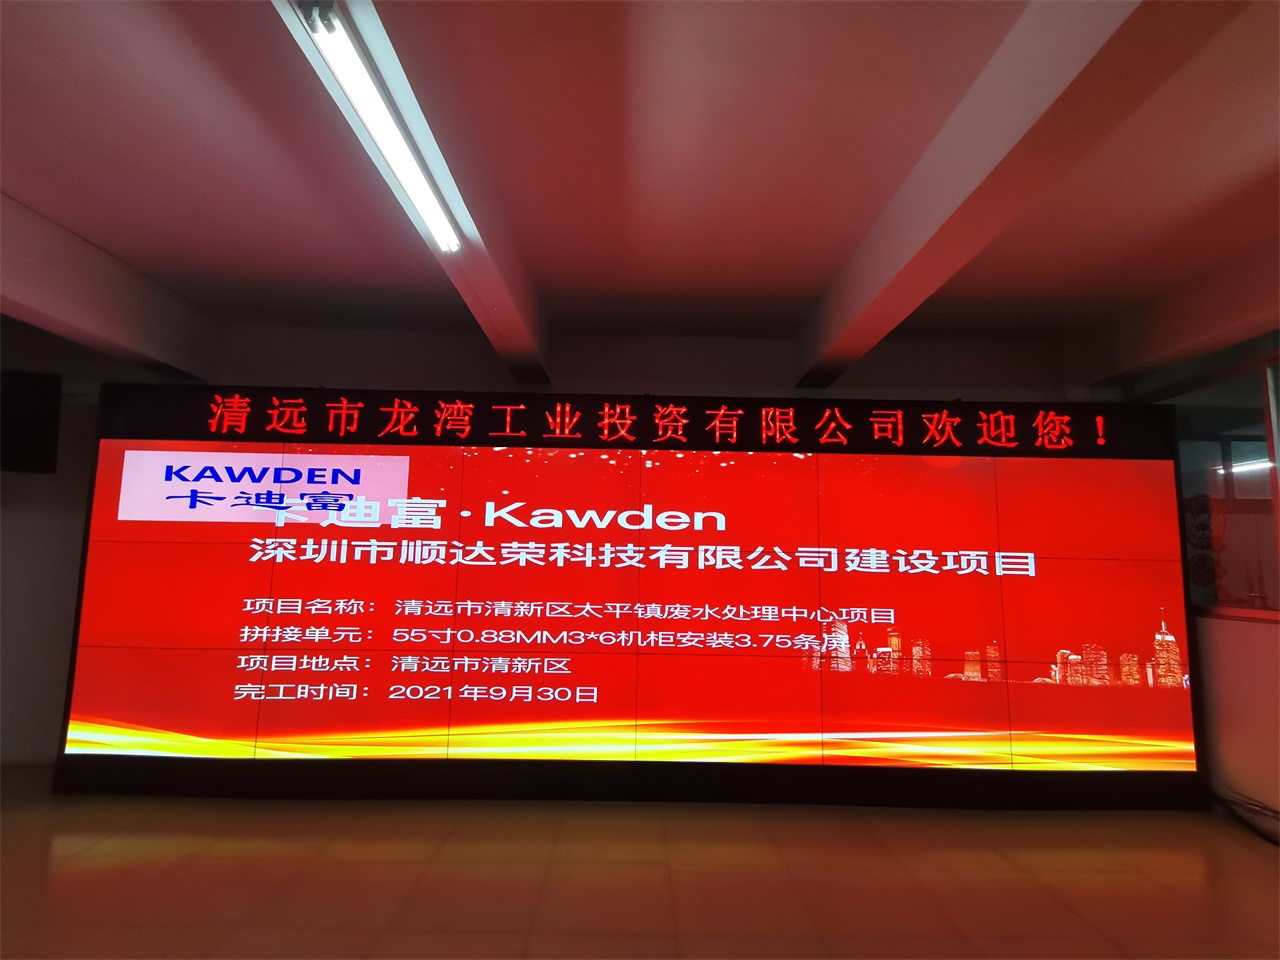 清远市龙湾工业投资有限公司欢迎您！
KAWDEN
卡迪富
卡迪富·Kawden
深圳市顺达荣科技有限公司建设项目
项目名称：清远市清新区太平镇废水处理中心项目
拼接单元：55寸0.88MM3*6机柜安装3.75条屏
项目地点：清远市清新区
完工时间：2021年9月30日